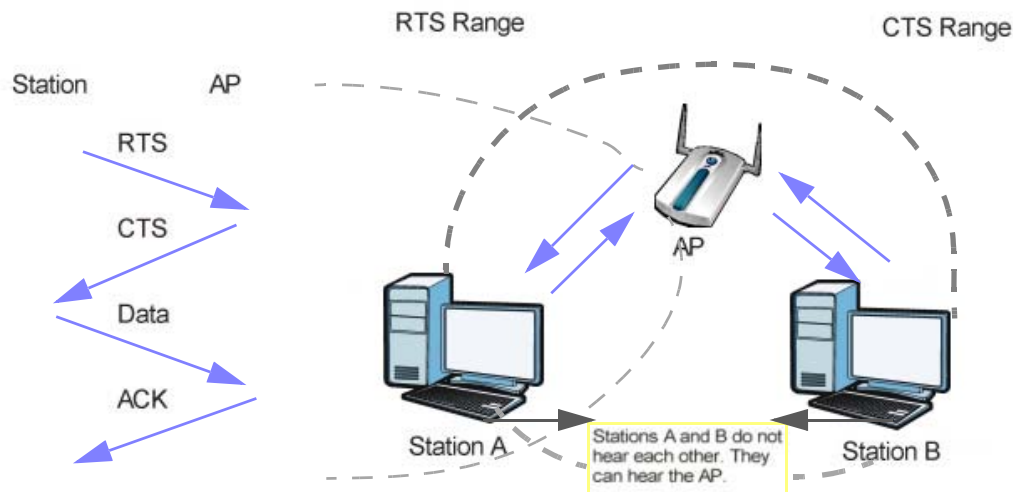 RTS Range
CTS Range
Station
AP
RTS
CTS
Data
ACK
AP
Station A
Station B
Stations A and B do not
hear each other. They
can hear the AP.